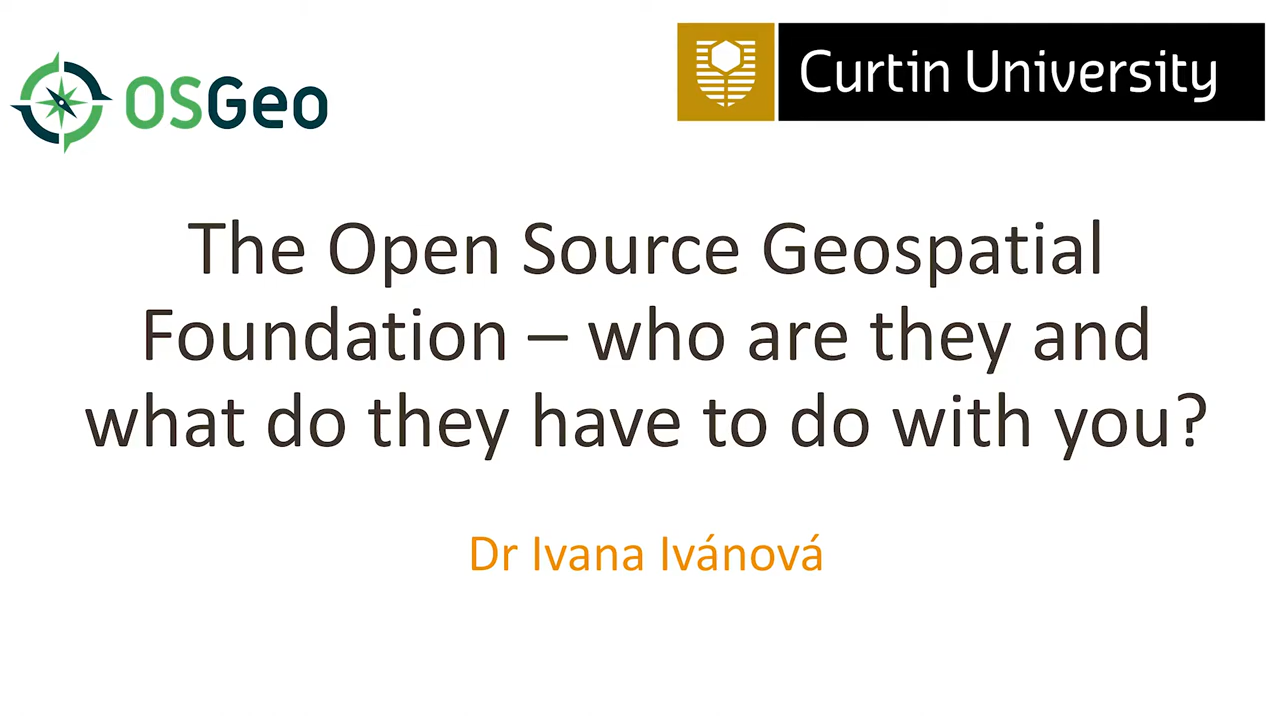 OSGeo
Curtin University
The Open Source Geospatial
Foundation – who are they and
what do they have to do with you?
Dr Ivana Ivánová